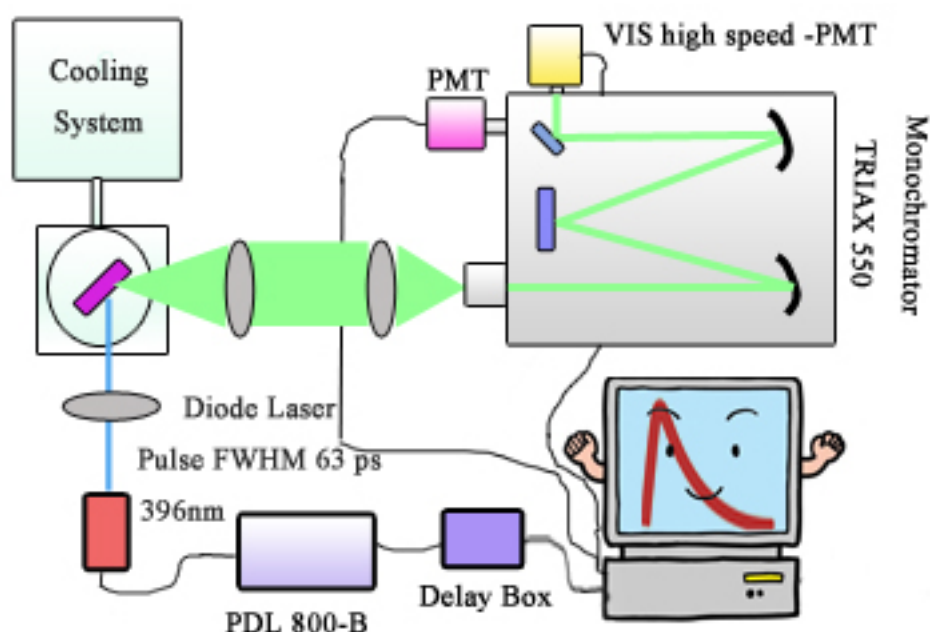 VIS high speed -PMT
Cooling
System
PMT
Monochromator
TRIAX 550
Diode Laser
Pulse FWHM 63 ps
396nm
Delay Box
PDL 800-B